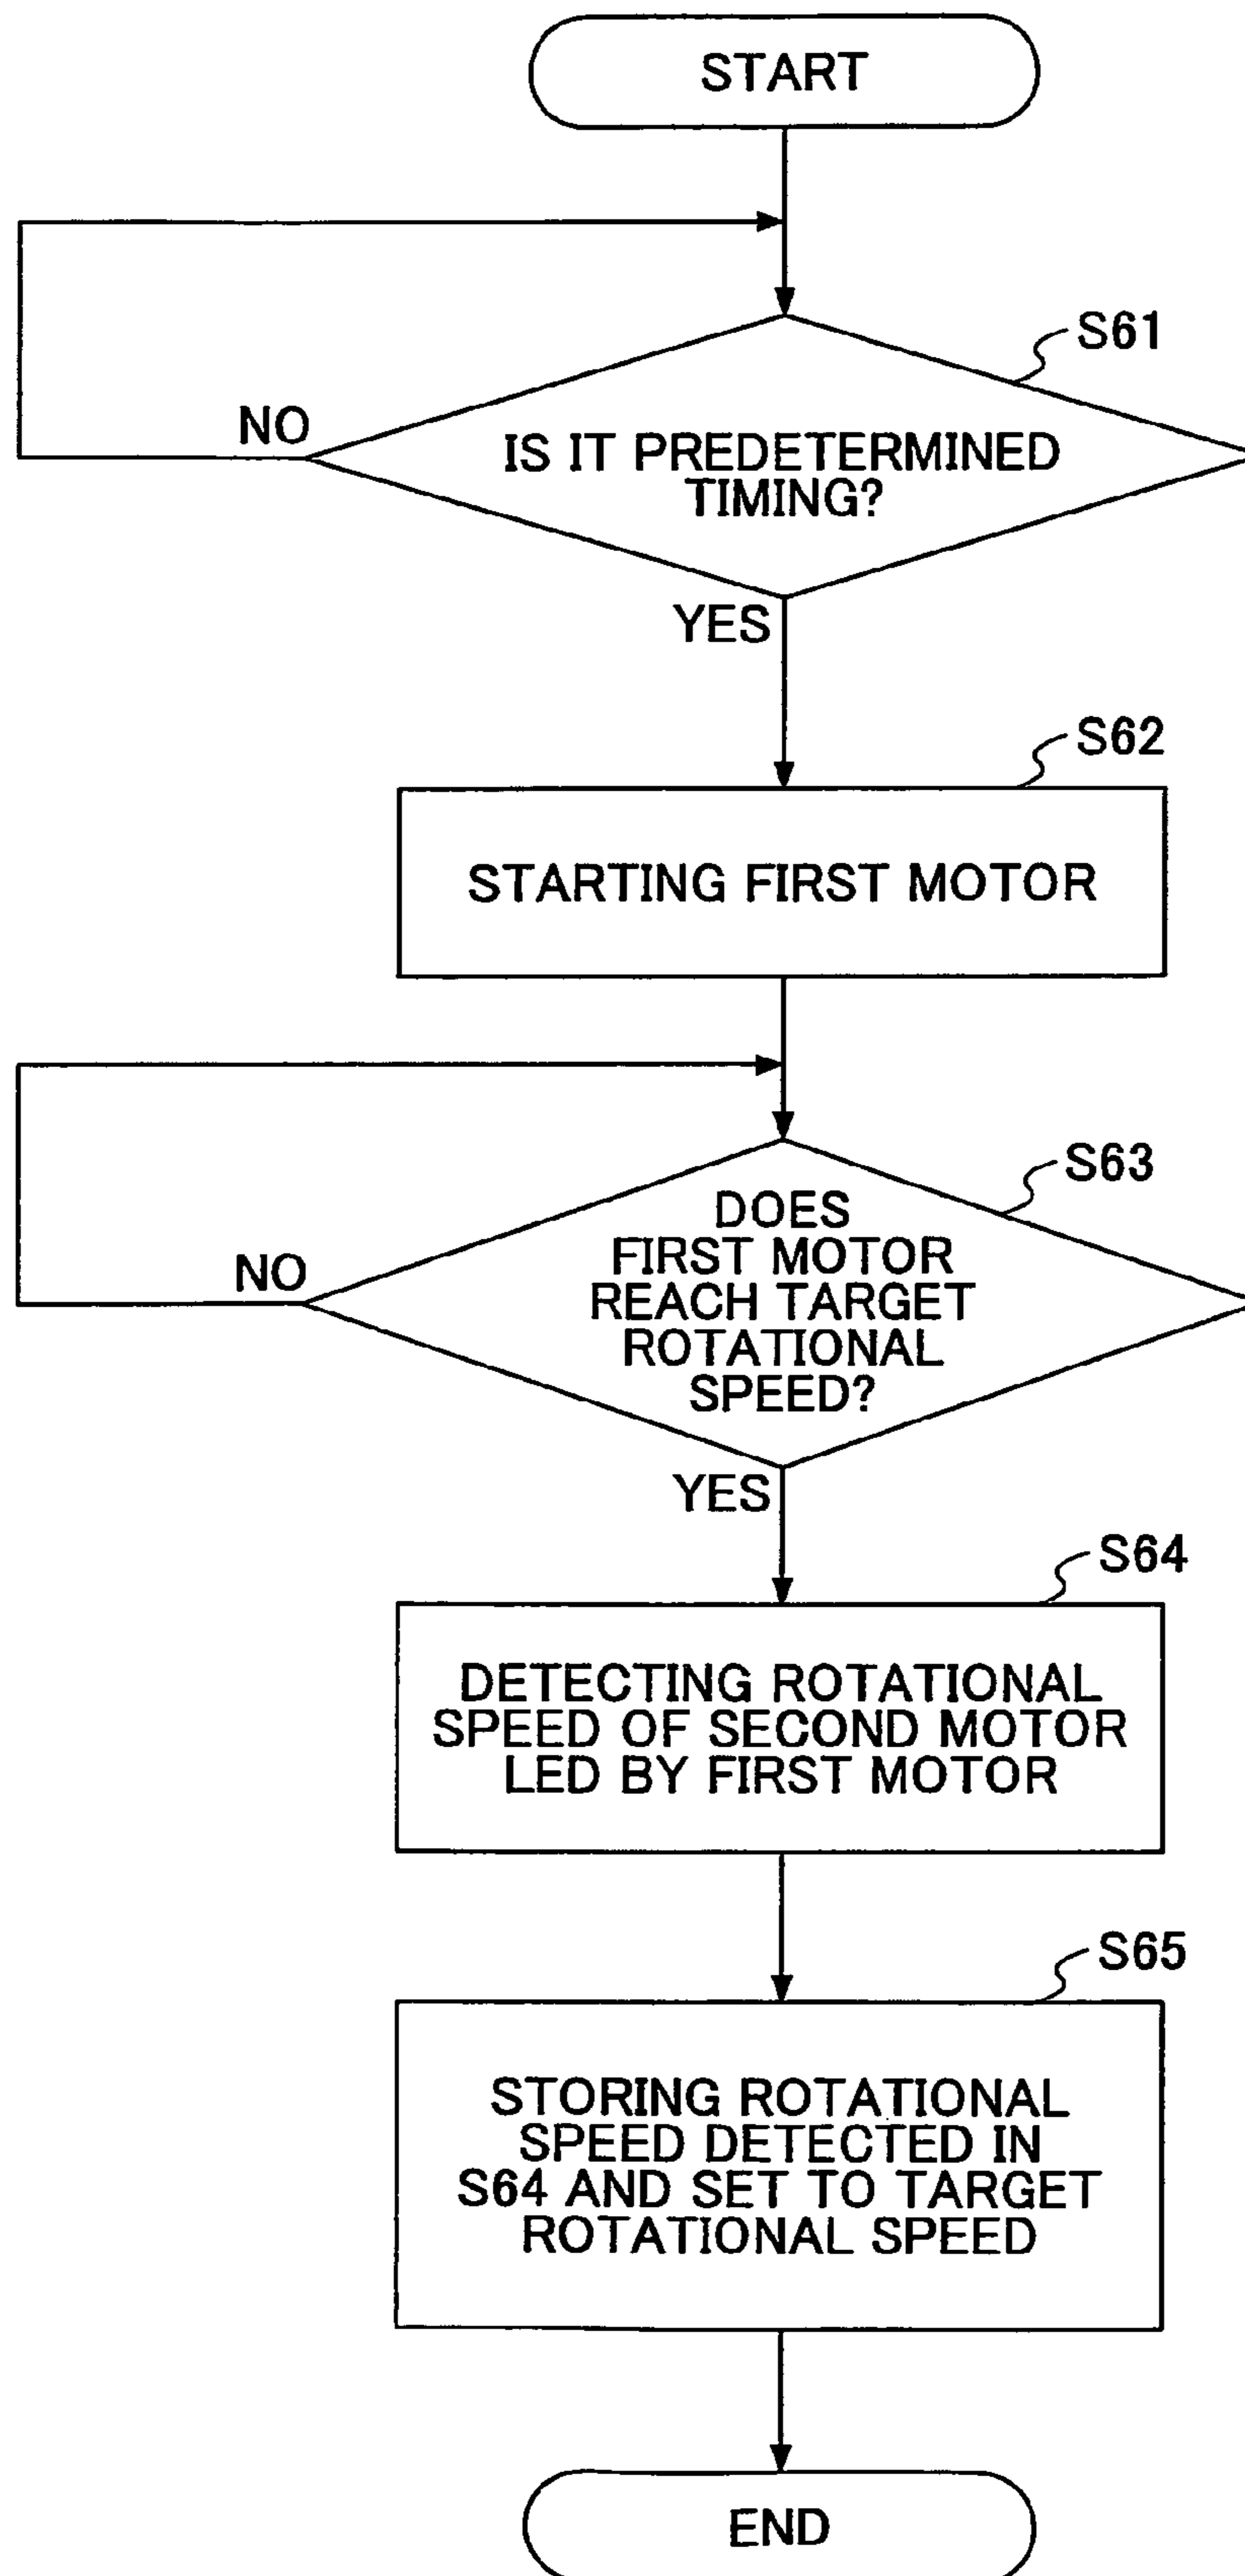 START
S61
NO
IS IT PREDETERMINED
TIMING?
YES
S62
STARTING FIRST MOTOR
S63
DOES
FIRST MOTOR
REACH TARGET
ROTATIONAL
SPEED?
NO
YES
S64
DETECTING ROTATIONAL
SPEED OF SECOND MOTOR
LED BY FIRST MOTOR
S65
STORING ROTATIONAL
SPEED DETECTED IN
S64 AND SET TO TARGET
ROTATIONAL SPEED
END